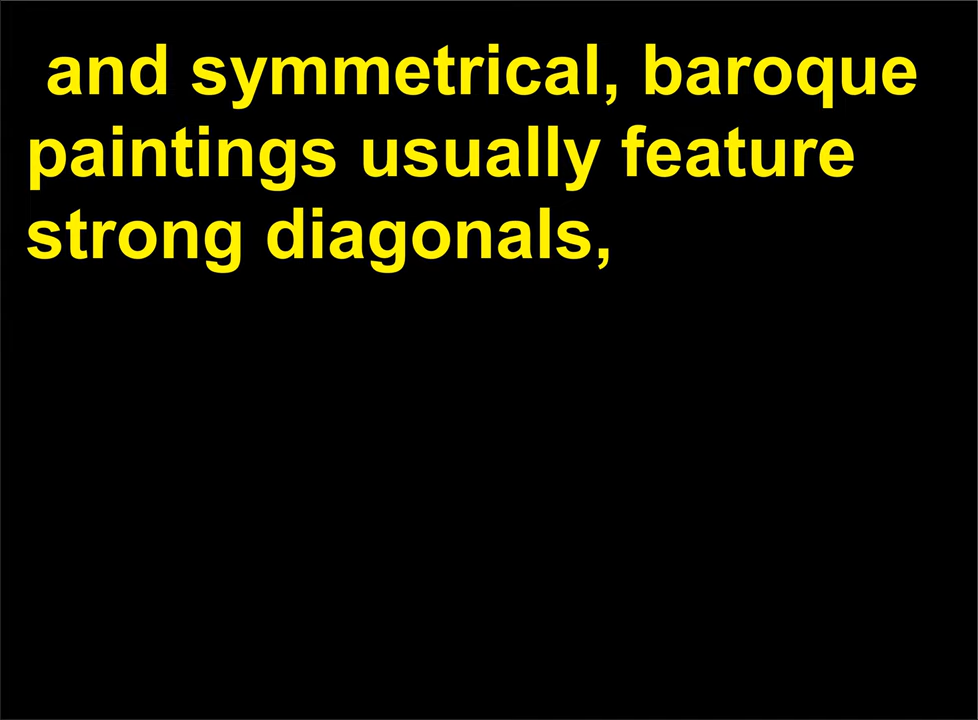 and symmetrical, baroque
paintings usually feature
strong diagonals,